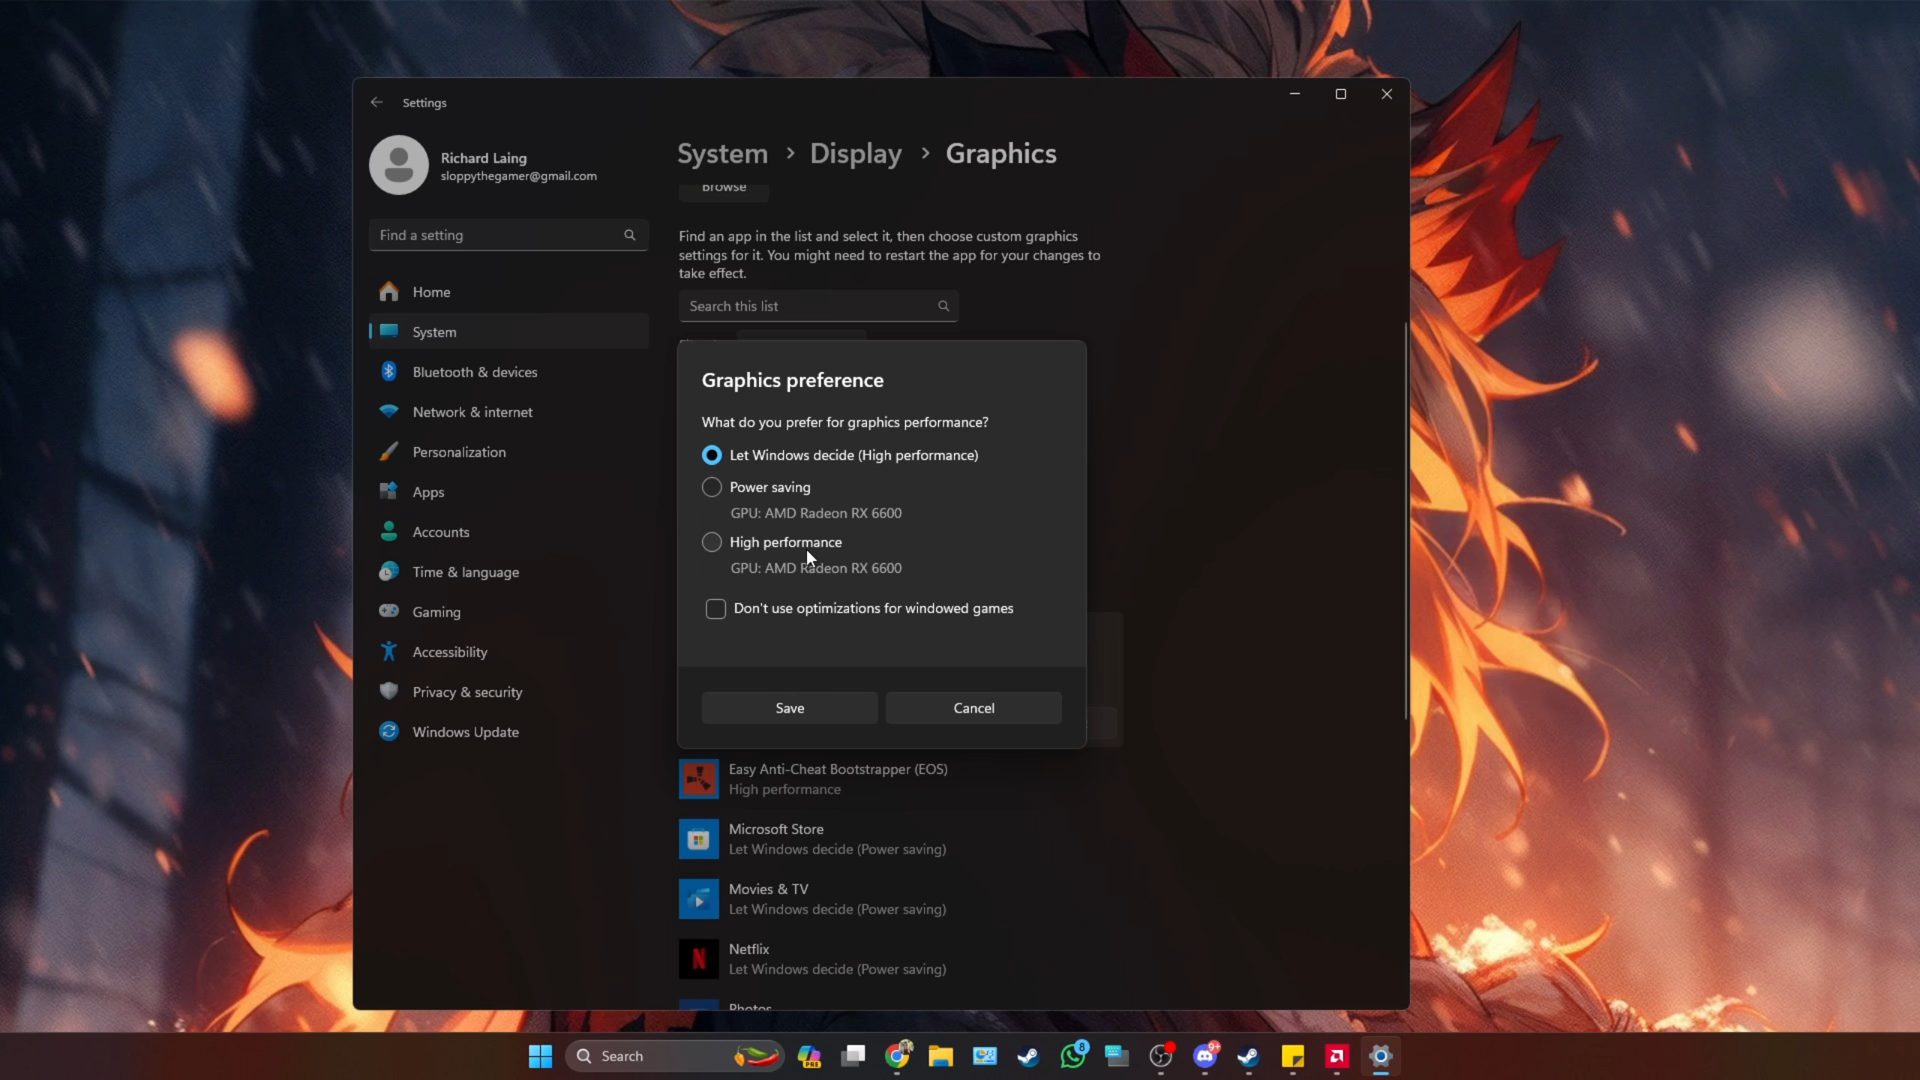 Settings
Richard Laing
sloppythegamer@gmail.com
Find a setting
Home
System
Bluetooth & devices
Network & internet
Personalization
Apps
Accounts
Time & language
Gaming
Accessibility
Privacy & security
Windows Update
System > Display > Graphics
Browse
Find an app in the list and select it, then choose custom graphics
settings for it. You might need to restart the app for your changes to
take effect.
Search this list
Graphics preference
What do you prefer for graphics performance?
Let Windows decide (High performance)
Power saving
GPU: AMD Radeon RX 6600
High performance
GPU: AMD Radeon RX 6600
Don't use optimizations for windowed games
Save
Cancel
Easy Anti-Cheat Bootstrapper (EOS)
High performance
Microsoft Store
Let Windows decide (Power saving)
Movies & TV
Let Windows decide (Power saving)
Netflix
Let Windows decide (Power saving)
Photos
Search
PRE
8
9+